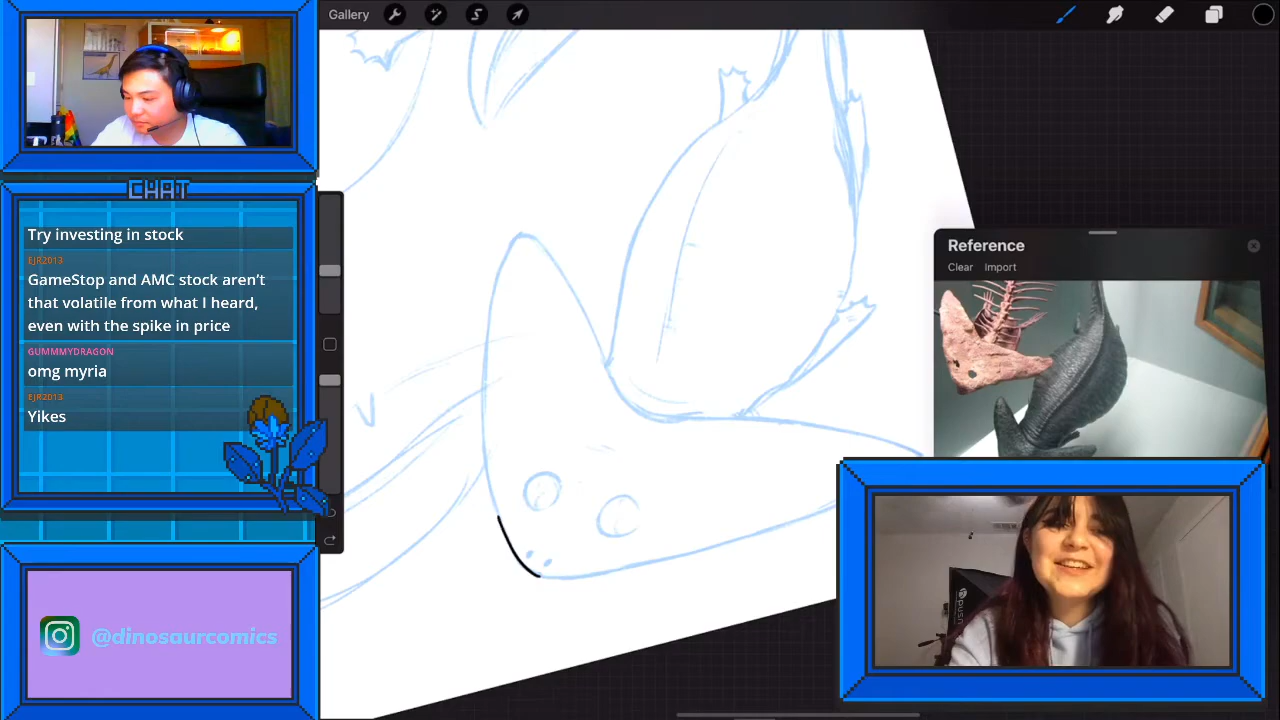 Gallery
CHAT
Try investing in stock
EJR2013
GameStop and AMC stock aren't
that volatile from what I heard,
even with the spike in price
GUMMMYDRAGON
omg myria
EJR2013
Yikes
@dinosaurcomics
Reference
Clear Import